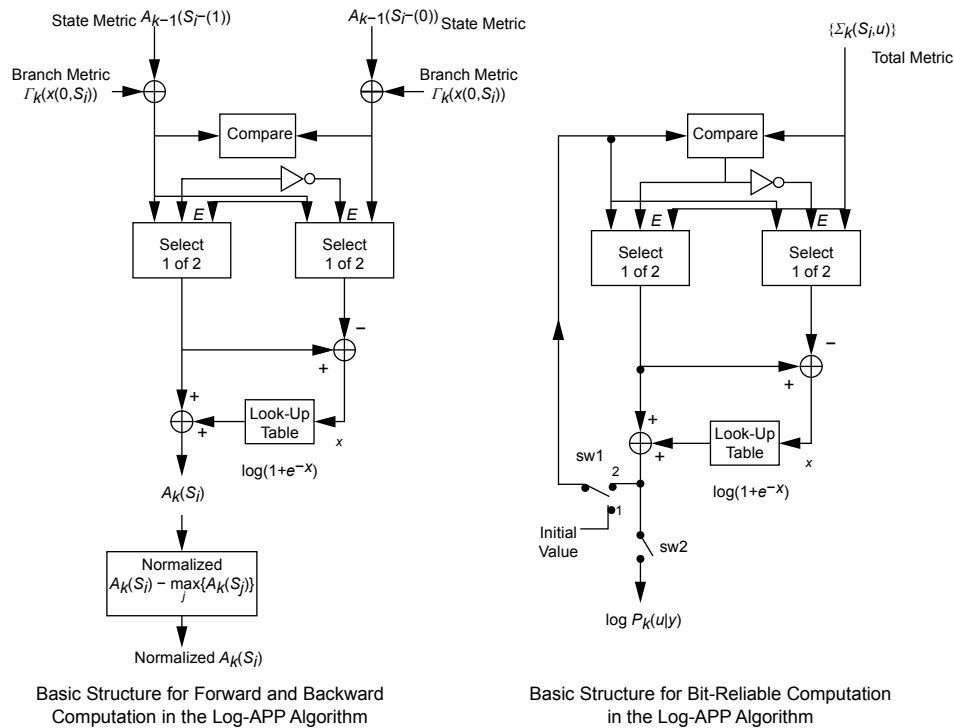 State Metric A_{k−1}(S_i−(1))
A_{k−1}(S_i−(0)) State Metric
Branch Metric
Γ_k(x(0,S_i))
Branch Metric
Γ_k(x(0,S_i))
Compare
E
E
Select
1 of 2
Select
1 of 2
−
+
+
+
Look-Up
Table
x
log(1+e^{−x})
A_k(S_i)
Normalized
A_k(S_i) − max{A_k(S_j)}
j
Normalized A_k(S_i)
Basic Structure for Forward and Backward
Computation in the Log-APP Algorithm
{Σ_k(S_i,u)}
Total Metric
Compare
E
E
Select
1 of 2
Select
1 of 2
−
+
+
+
Look-Up
Table
x
log(1+e^{−x})
sw1
2
1
Initial
Value
sw2
log P_k(u|y)
Basic Structure for Bit-Reliable Computation
in the Log-APP Algorithm